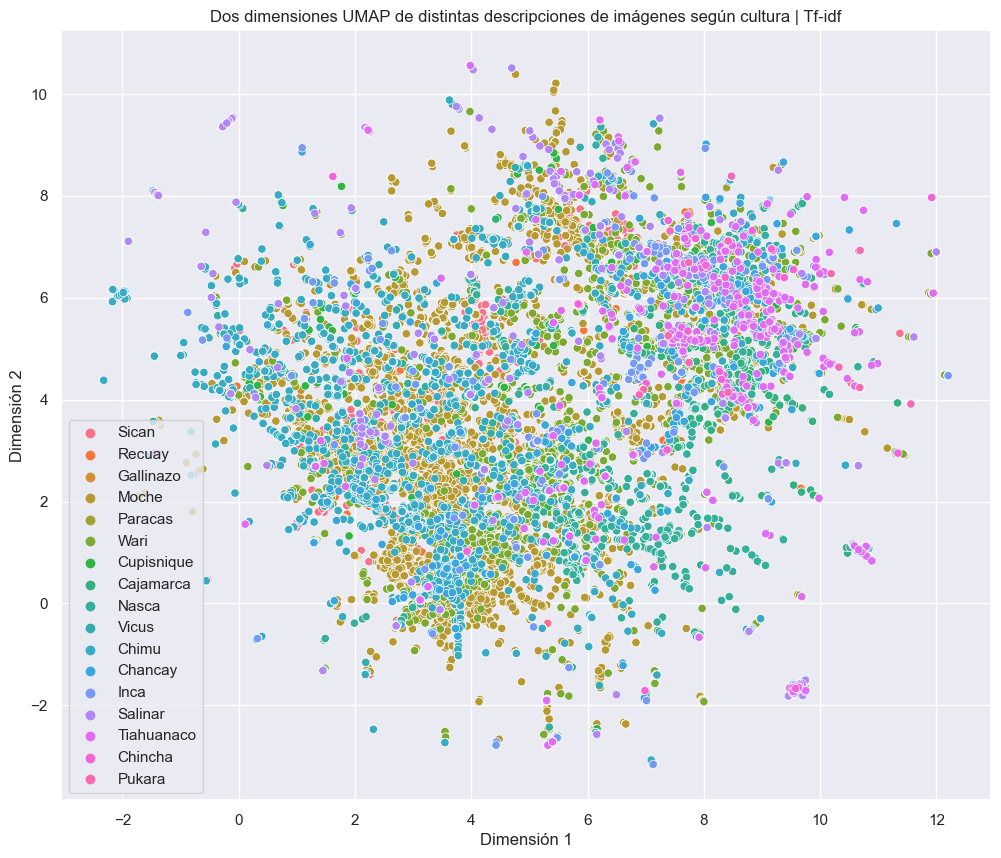 Dos dimensiones UMAP de distintas descripciones de imágenes según cultura | Tf-idf
10
8
6
4
2
0
−2
Dimensión 2
Sican
Recuay
Gallinazo
Moche
Paracas
Wari
Cupisnique
Cajamarca
Nasca
Vicus
Chimu
Chancay
Inca
Salinar
Tiahuanaco
Chincha
Pukara
−2 0 2 4 6 8 10 12
Dimensión 1